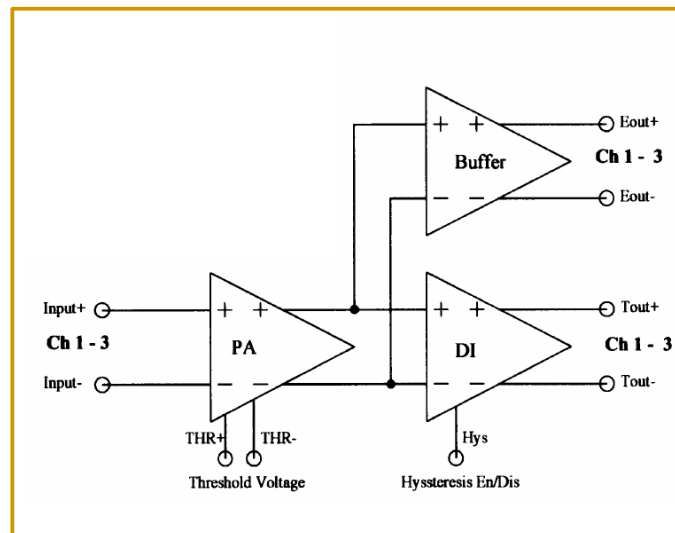 + + Eout+
Buffer Ch 1 - 3
- - Eout-
Input+ + + + + Tout+
Ch 1 - 3 PA DI Ch 1 - 3
Input- - - - - Tout-
THR+ THR- Hys
Threshold Voltage Hyssteresis En/Dis